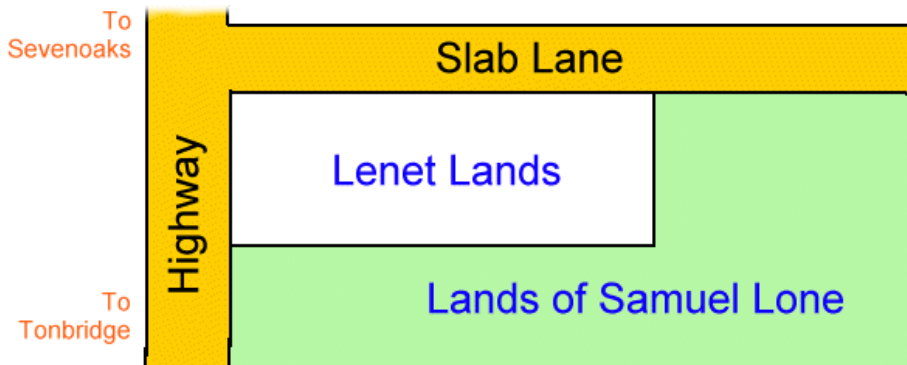 To
Sevenoaks
Slab Lane
Highway
Lenet Lands
To
Tonbridge
Lands of Samuel Lone